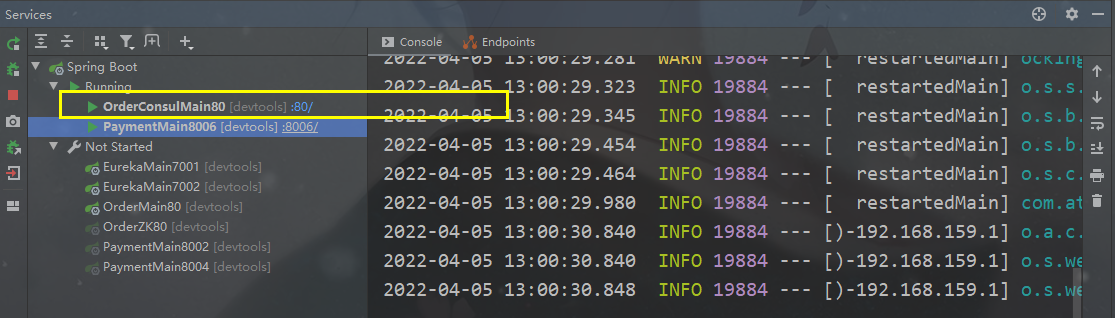 Services
Console
Endpoints
Spring Boot
Running
OrderConsulMain80 [devtools] :80/
PaymentMain8006 [devtools] :8006/
Not Started
EurekaMain7001 [devtools]
EurekaMain7002 [devtools]
OrderMain80 [devtools]
OrderZK80 [devtools]
PaymentMain8002 [devtools]
PaymentMain8004 [devtools]
2022-04-05 13:00:29.281 WARN 19884 --- [ restartedMain] ocking
2022-04-05 13:00:29.323 INFO 19884 --- [ restartedMain] o.s.s.
2022-04-05 13:00:29.345 INFO 19884 --- [ restartedMain] o.s.b.
2022-04-05 13:00:29.454 INFO 19884 --- [ restartedMain] o.s.b.
2022-04-05 13:00:29.464 INFO 19884 --- [ restartedMain] o.s.c.
2022-04-05 13:00:29.980 INFO 19884 --- [ restartedMain] com.at
2022-04-05 13:00:30.840 INFO 19884 --- [)-192.168.159.1] o.a.c.
2022-04-05 13:00:30.840 INFO 19884 --- [)-192.168.159.1] o.s.we
2022-04-05 13:00:30.848 INFO 19884 --- [)-192.168.159.1] o.s.we